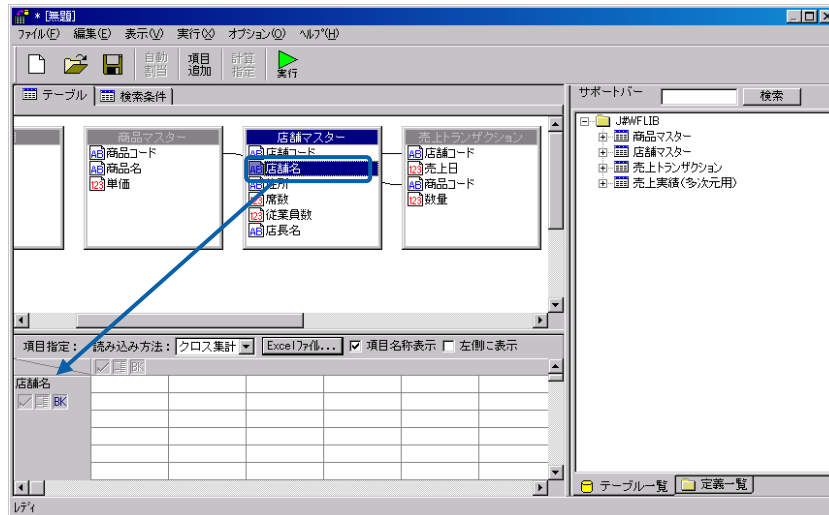 * [無題]
ファイル(F) 編集(E) 表示(V) 実行(X) オプション(O) ヘルプ(H)
自動割当 項目追加 計算指定 実行
テーブル 検索条件
サポートバー 検索
商品マスター
商品コード
商品名
単価
店舗マスター
店舗コード
店舗名
住所
席数
従業員数
店長名
売上トランザクション
店舗コード
売上日
商品コード
数量
J#WFLIB
商品マスター
店舗マスター
売上トランザクション
売上実績(多次元用)
項目指定: 読み込み方法: クロス集計 Excelファイル... 項目名称表示 左側に表示
BK
店舗名
BK
テーブル一覧 定義一覧
レディ